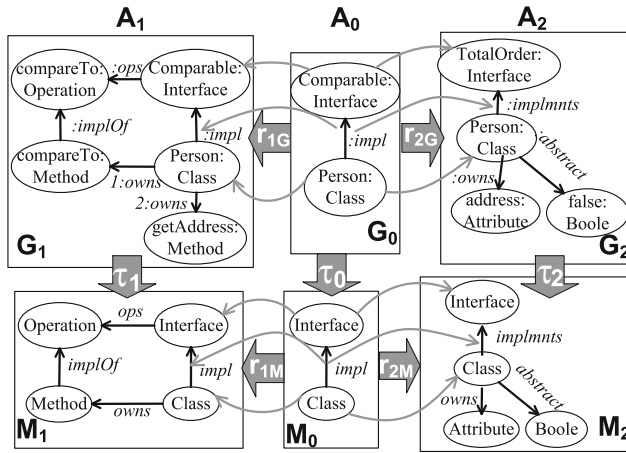 A1 A0 A2
compareTo:
Operation
:ops
Comparable:
Interface
:implOf
:impl
compareTo:
Method
1:owns
Person:
Class
2:owns
getAddress:
Method
G1
r1G
Comparable:
Interface
:impl
Person:
Class
G0
r2G
TotalOrder:
Interface
:implmnts
Person:
Class
:abstract
:owns
address:
Attribute
false:
Boole
G2
τ1 τ0 τ2
Operation
ops
Interface
implOf
impl
Method
owns
Class
M1
r1M
Interface
impl
Class
M0
r2M
Interface
implmnts
Class
abstract
owns
Attribute
Boole
M2